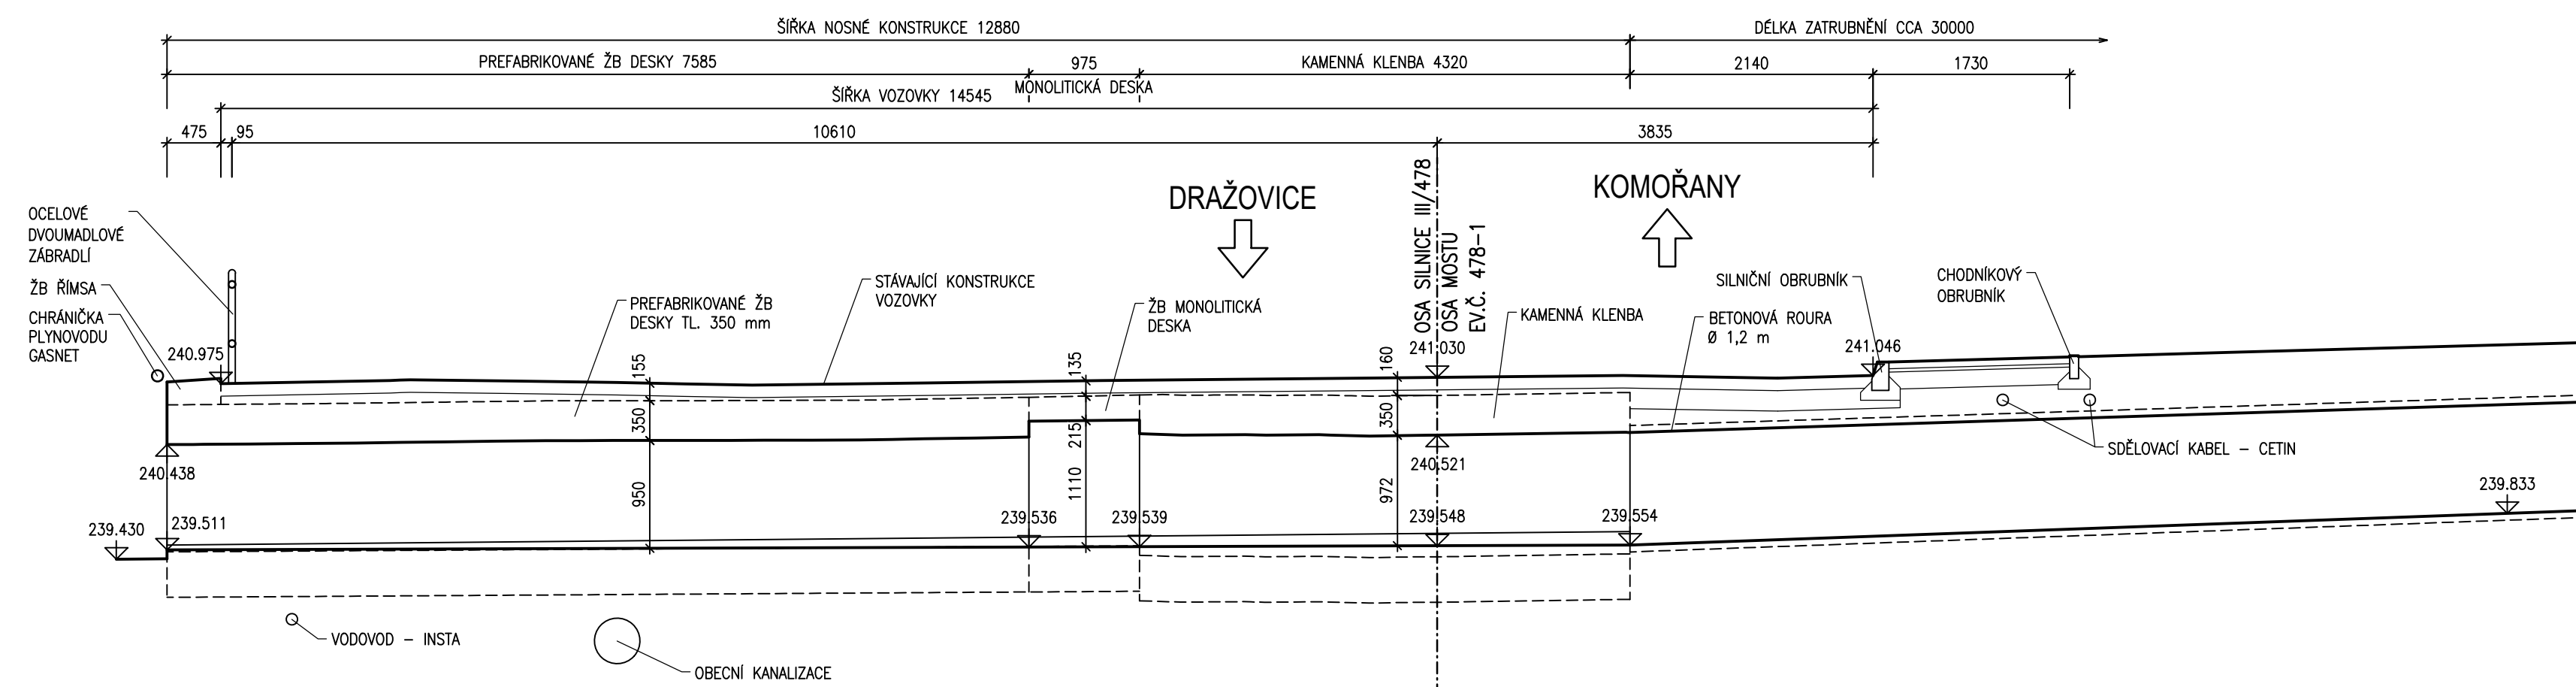 ŠÍŘKA NOSNÉ KONSTRUKCE 12880
DÉLKA ZATRUBNĚNÍ CCA 30000
PREFABRIKOVANÉ ŽB DESKY 7585
975
KAMENNÁ KLENBA 4320
2140
1730
MONOLITICKÁ DESKA
ŠÍŘKA VOZOVKY 14545
475
95
10610
3835
DRAŽOVICE
OSA SILNICE III/478
OSA MOSTU
EV.Č. 478-1
KOMOŘANY
OCELOVÉ
DVOUMADLOVÉ
ZÁBRADLÍ
ŽB ŘÍMSA
CHRÁNIČKA
PLYNOVODU
GASNET
PREFABRIKOVANÉ ŽB
DESKY TL. 350 mm
STÁVAJÍCÍ KONSTRUKCE
VOZOVKY
ŽB MONOLITICKÁ
DESKA
KAMENNÁ KLENBA
SILNIČNÍ OBRUBNÍK
BETONOVÁ ROURA
Ø 1,2 m
CHODNÍKOVÝ
OBRUBNÍK
240.975
155
135
160
241.030
241.046
350
215
350
240.438
240.521
SDĚLOVACÍ KABEL – CETIN
950
1110
972
239.833
239.430
239.511
239.536
239.539
239.548
239.554
VODOVOD – INSTA
OBECNÍ KANALIZACE